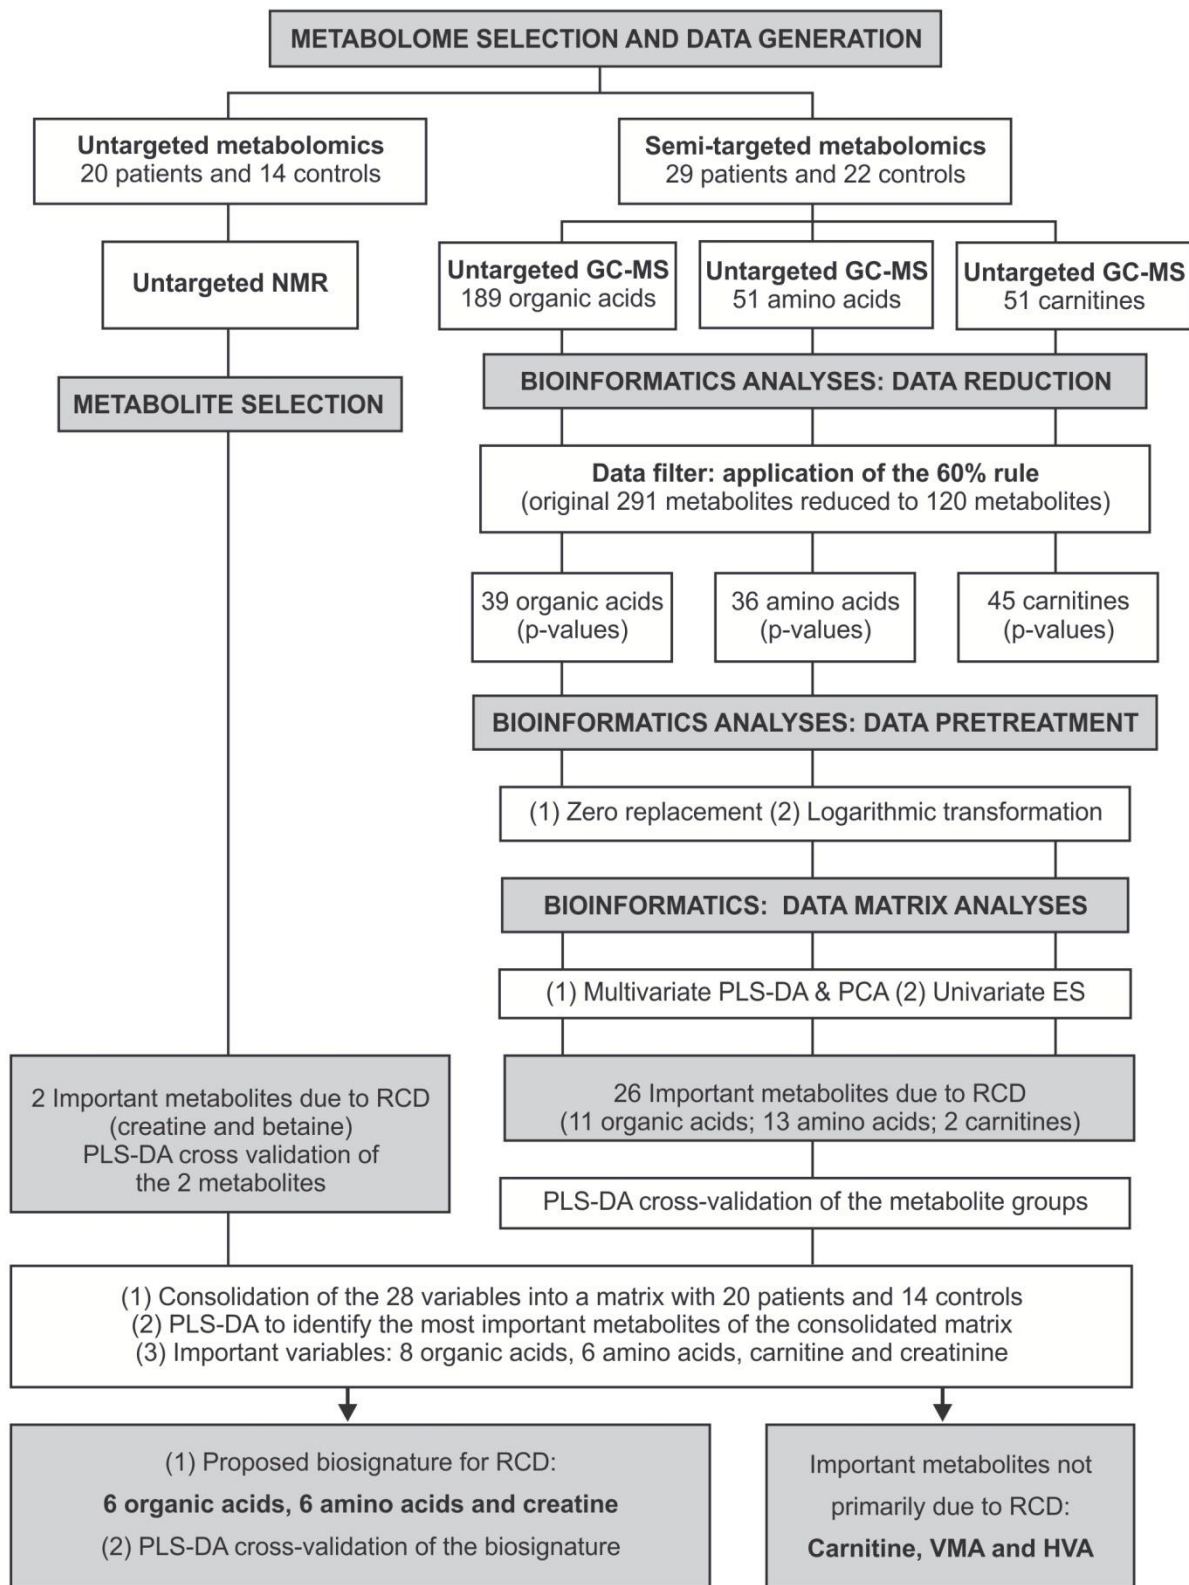 METABOLOME SELECTION AND DATA GENERATION
Untargeted metabolomics
20 patients and 14 controls
Semi-targeted metabolomics
29 patients and 22 controls
Untargeted NMR
Untargeted GC-MS
189 organic acids
Untargeted GC-MS
51 amino acids
Untargeted GC-MS
51 carnitines
METABOLITE SELECTION
BIOINFORMATICS ANALYSES: DATA REDUCTION
Data filter: application of the 60% rule
(original 291 metabolites reduced to 120 metabolites)
39 organic acids
(p-values)
36 amino acids
(p-values)
45 carnitines
(p-values)
BIOINFORMATICS ANALYSES: DATA PRETREATMENT
(1) Zero replacement (2) Logarithmic transformation
BIOINFORMATICS: DATA MATRIX ANALYSES
(1) Multivariate PLS-DA & PCA (2) Univariate ES
2 Important metabolites due to RCD
(creatine and betaine)
PLS-DA cross validation of
the 2 metabolites
26 Important metabolites due to RCD
(11 organic acids; 13 amino acids; 2 carnitines)
PLS-DA cross-validation of the metabolite groups
(1) Consolidation of the 28 variables into a matrix with 20 patients and 14 controls
(2) PLS-DA to identify the most important metabolites of the consolidated matrix
(3) Important variables: 8 organic acids, 6 amino acids, carnitine and creatinine
(1) Proposed biosignature for RCD:
6 organic acids, 6 amino acids and creatine
(2) PLS-DA cross-validation of the biosignature
Important metabolites not
primarily due to RCD:
Carnitine, VMA and HVA